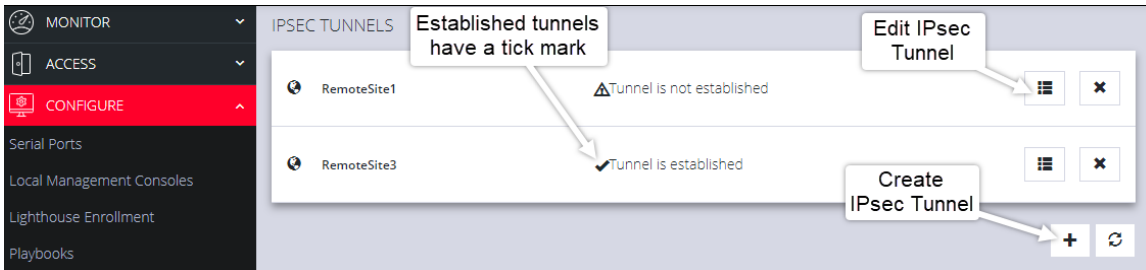 MONITOR
ACCESS
CONFIGURE
Serial Ports
Local Management Consoles
Lighthouse Enrollment
Playbooks
IPSEC TUNNELS
Established tunnels
have a tick mark
Edit IPsec
Tunnel
RemoteSite1
Tunnel is not established
RemoteSite3
Tunnel is established
Create
IPsec Tunnel